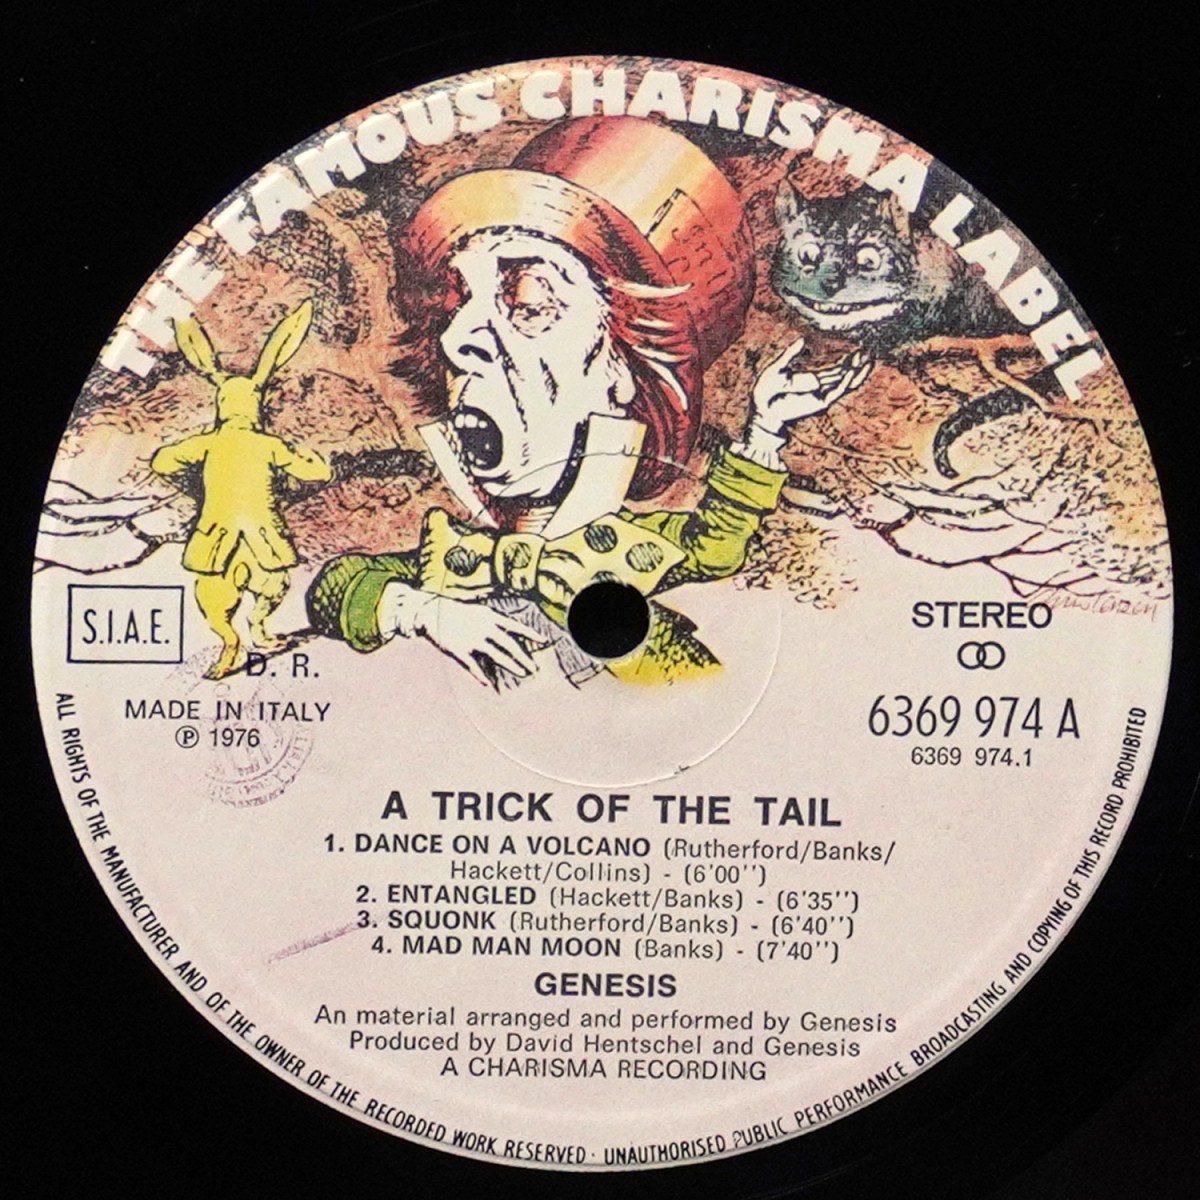 THE FAMOUS CHARISMA LABEL
S.I.A.E.
D. R.
MADE IN ITALY
℗ 1976
STEREO
6369 974 A
6369 974.1
A TRICK OF THE TAIL
1. DANCE ON A VOLCANO (Rutherford/Banks/
Hackett/Collins) - (6'00'')
2. ENTANGLED (Hackett/Banks) - (6'35'')
3. SQUONK (Rutherford/Banks) - (6'40'')
4. MAD MAN MOON (Banks) - (7'40'')
GENESIS
An material arranged and performed by Genesis
Produced by David Hentschel and Genesis
A CHARISMA RECORDING
ALL RIGHTS OF THE MANUFACTURER AND OF THE OWNER OF THE RECORDED WORK RESERVED · UNAUTHORISED PUBLIC PERFORMANCE BROADCASTING AND COPYING OF THIS RECORD PROHIBITED